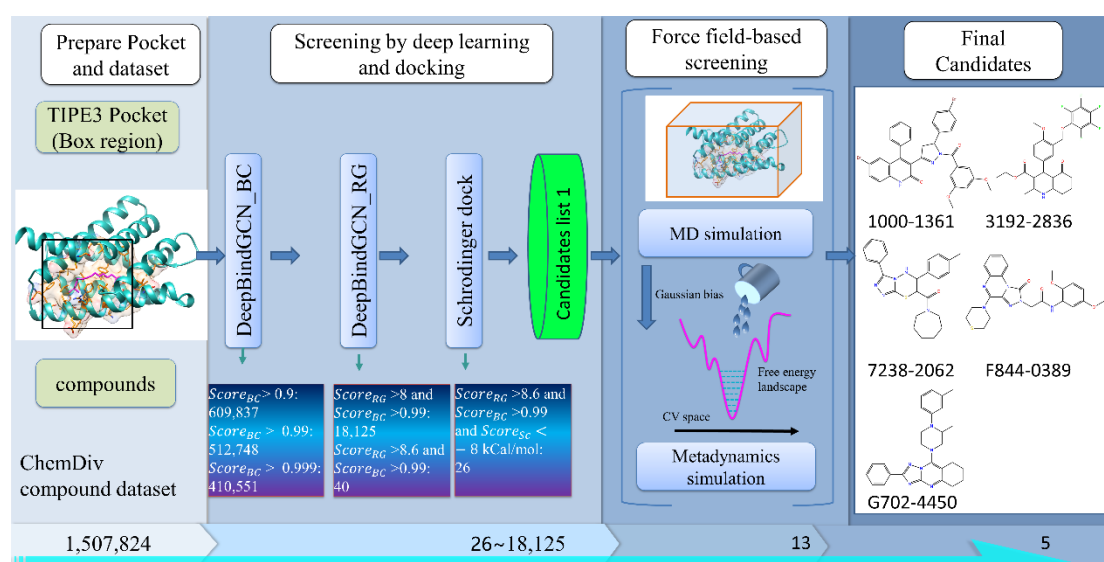 Prepare Pocket
and dataset
TIPE3 Pocket
(Box region)
compounds
ChemDiv
compound dataset
1,507,824
Screening by deep learning
and docking
DeepBindGCN_BC
DeepBindGCN_RG
Schrodinger dock
Candidates list 1
Score_BC > 0.9:
609,837
Score_BC > 0.99:
512,748
Score_BC > 0.999:
410,551
Score_RG >8 and
Score_BC >0.99:
18,125
Score_RG >8.6 and
Score_BC >0.99:
40
Score_RG >8.6 and
Score_BC >0.99
and Score_Sc <
− 8 kCal/mol:
26
26~18,125
Force field-based
screening
MD simulation
Gaussian bias
Free energy
landscape
CV space
Metadynamics
simulation
13
Final
Candidates
1000-1361
3192-2836
7238-2062
F844-0389
G702-4450
5